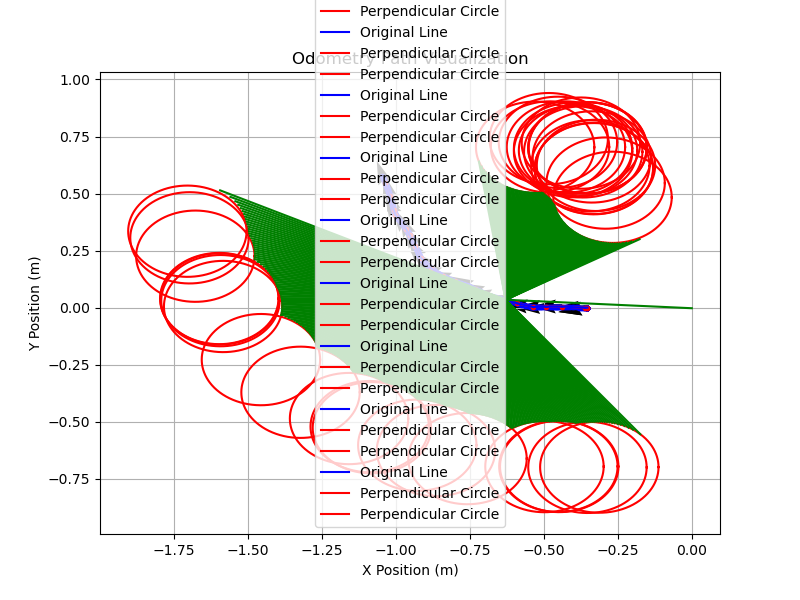 Odometry Path Visualization
Perpendicular Circle
Original Line
Perpendicular Circle
Perpendicular Circle
Original Line
Perpendicular Circle
Perpendicular Circle
Original Line
Perpendicular Circle
Perpendicular Circle
Original Line
Perpendicular Circle
Perpendicular Circle
Original Line
Perpendicular Circle
Perpendicular Circle
Original Line
Perpendicular Circle
Perpendicular Circle
Original Line
Perpendicular Circle
Perpendicular Circle
Original Line
Perpendicular Circle
Perpendicular Circle
Y Position (m)
1.00
0.75
0.50
0.25
0.00
−0.25
−0.50
−0.75
−1.75 −1.50 −1.25 −1.00 −0.75 −0.50 −0.25 0.00
X Position (m)